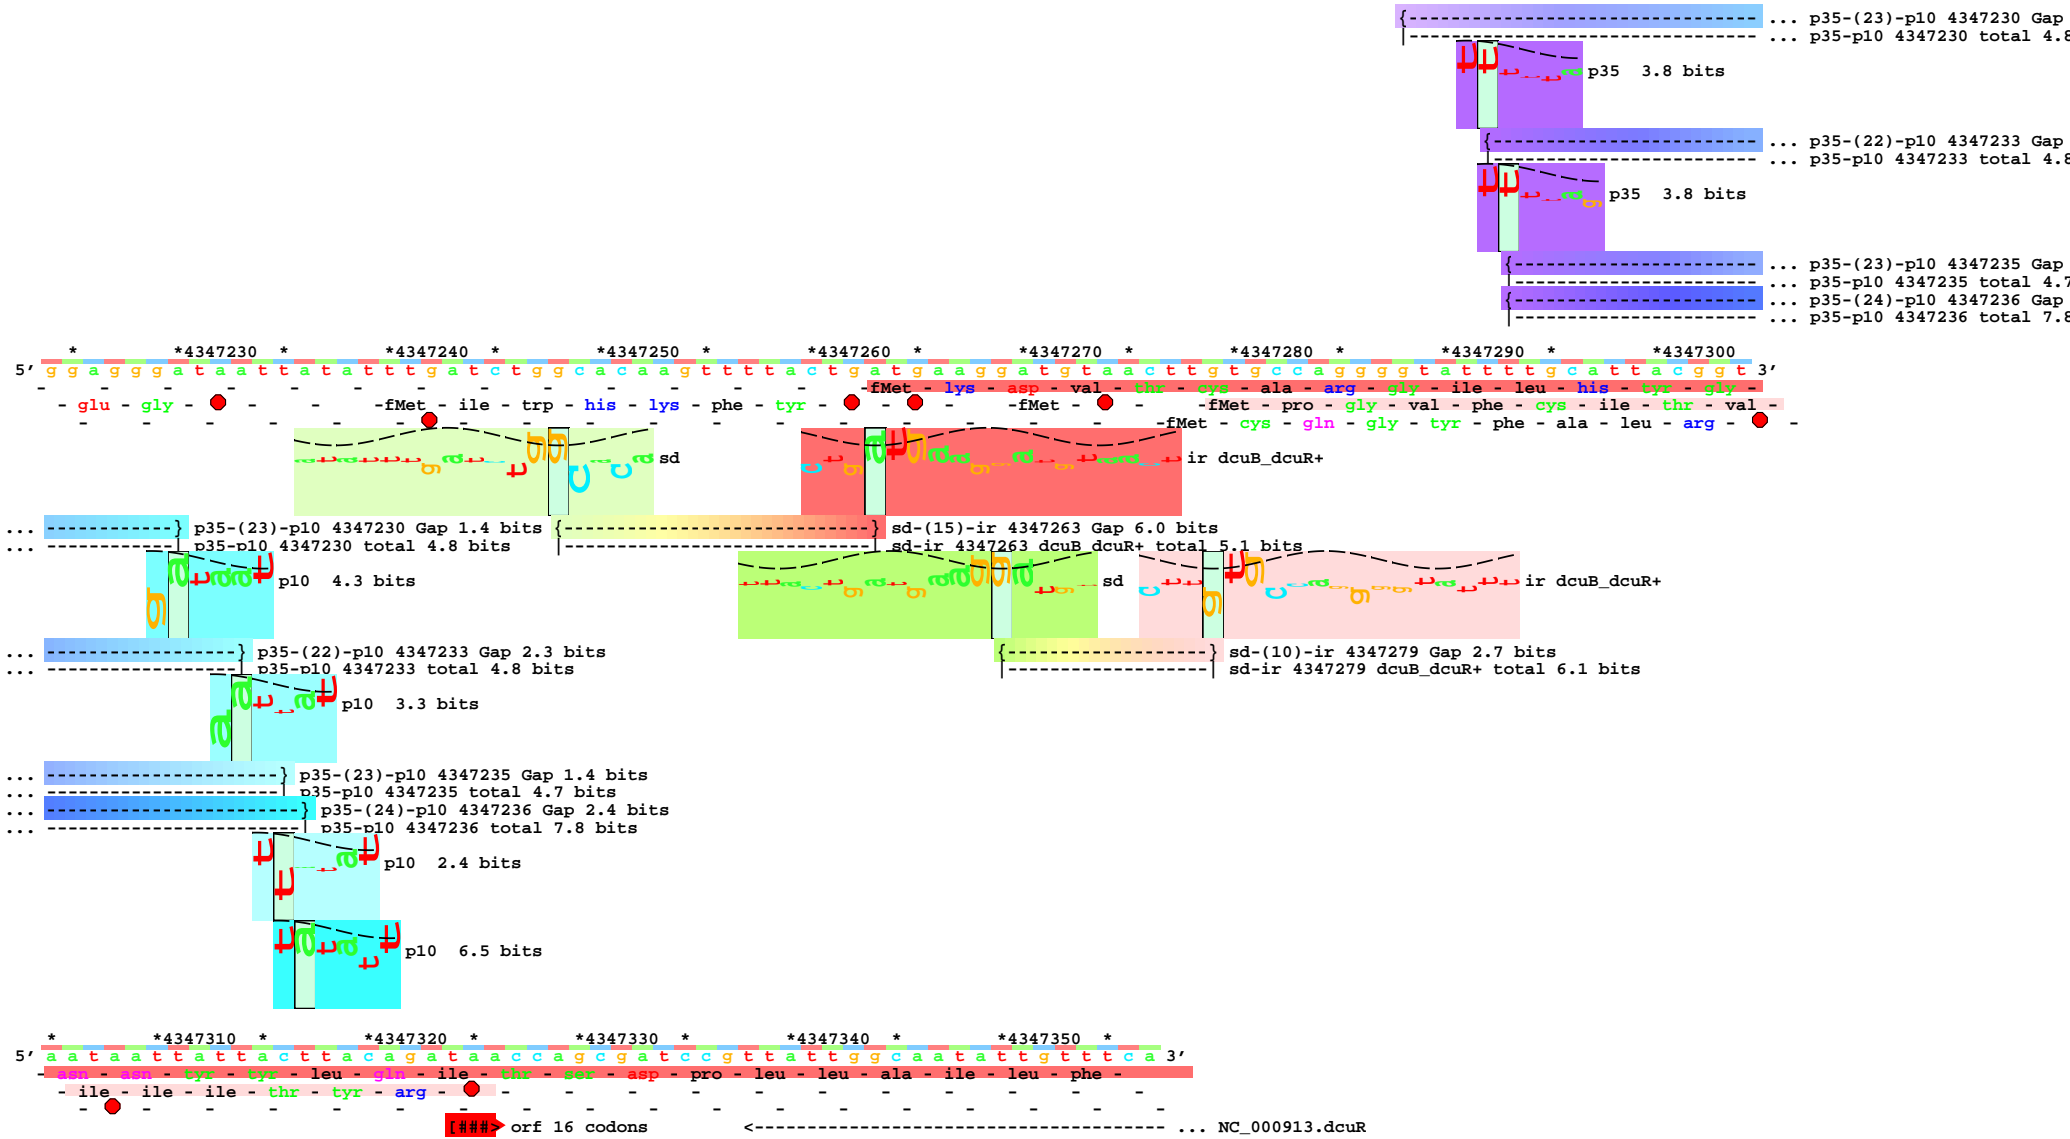 {----------------- ... p35-(23)-p10 4347230 Gap
|----------------- ... p35-p10 4347230 total 4.8
p35 3.8 bits
{------------- ... p35-(22)-p10 4347233 Gap
|------------- ... p35-p10 4347233 total 4.8
p35 3.8 bits
{------------ ... p35-(23)-p10 4347235 Gap
|------------ ... p35-p10 4347235 total 4.7
{------------ ... p35-(24)-p10 4347236 Gap
|------------ ... p35-p10 4347236 total 7.8
* *4347230 * *4347240 * *4347250 * *4347260 * *4347270 * *4347280 * *4347290 * *4347300
5' g g a g g g a t a a t t a t a t t t g a t c t g g c a c a a g t t t t a c t g a t g a a g g a t g t a a c t t g t g c c a g g g g t a t t t t g c a t t a c g g t 3'
fMet - lys - asp - val - thr - cys - ala - arg - gly - ile - leu - his - tyr - gly -
- glu - gly - - - -fMet - ile - trp - his - lys - phe - tyr - - - -fMet - - - -fMet - pro - gly - val - phe - cys - ile - thr - val -
-fMet - cys - gln - gly - tyr - phe - ala - leu - arg - -
sd
ir dcuB_dcuR+
... ------------} p35-(23)-p10 4347230 Gap 1.4 bits {-----------------------------} sd-(15)-ir 4347263 Gap 6.0 bits
... ------------| p35-p10 4347230 total 4.8 bits |-----------------------------| sd-ir 4347263 dcuB_dcuR+ total 5.1 bits
p10 4.3 bits
sd
ir dcuB_dcuR+
... ------------------} p35-(22)-p10 4347233 Gap 2.3 bits {-------------------} sd-(10)-ir 4347279 Gap 2.7 bits
... ------------------| p35-p10 4347233 total 4.8 bits |-------------------| sd-ir 4347279 dcuB_dcuR+ total 6.1 bits
p10 3.3 bits
... ----------------------} p35-(23)-p10 4347235 Gap 1.4 bits
... ----------------------| p35-p10 4347235 total 4.7 bits
... ------------------------} p35-(24)-p10 4347236 Gap 2.4 bits
... ------------------------| p35-p10 4347236 total 7.8 bits
p10 2.4 bits
p10 6.5 bits
* *4347310 * *4347320 * *4347330 * *4347340 * *4347350 *
5' a a t a a t t a t t a c t t a c a g a t a a c c a g c g a t c c g t t a t t g g c a a t a t t g t t t c a 3'
- asn - asn - tyr - tyr - leu - gln - ile - thr - ser - asp - pro - leu - leu - ala - ile - leu - phe -
- ile - ile - ile - thr - tyr - arg -
[###> orf 16 codons <--------------------------------------- ... NC_000913.dcuR